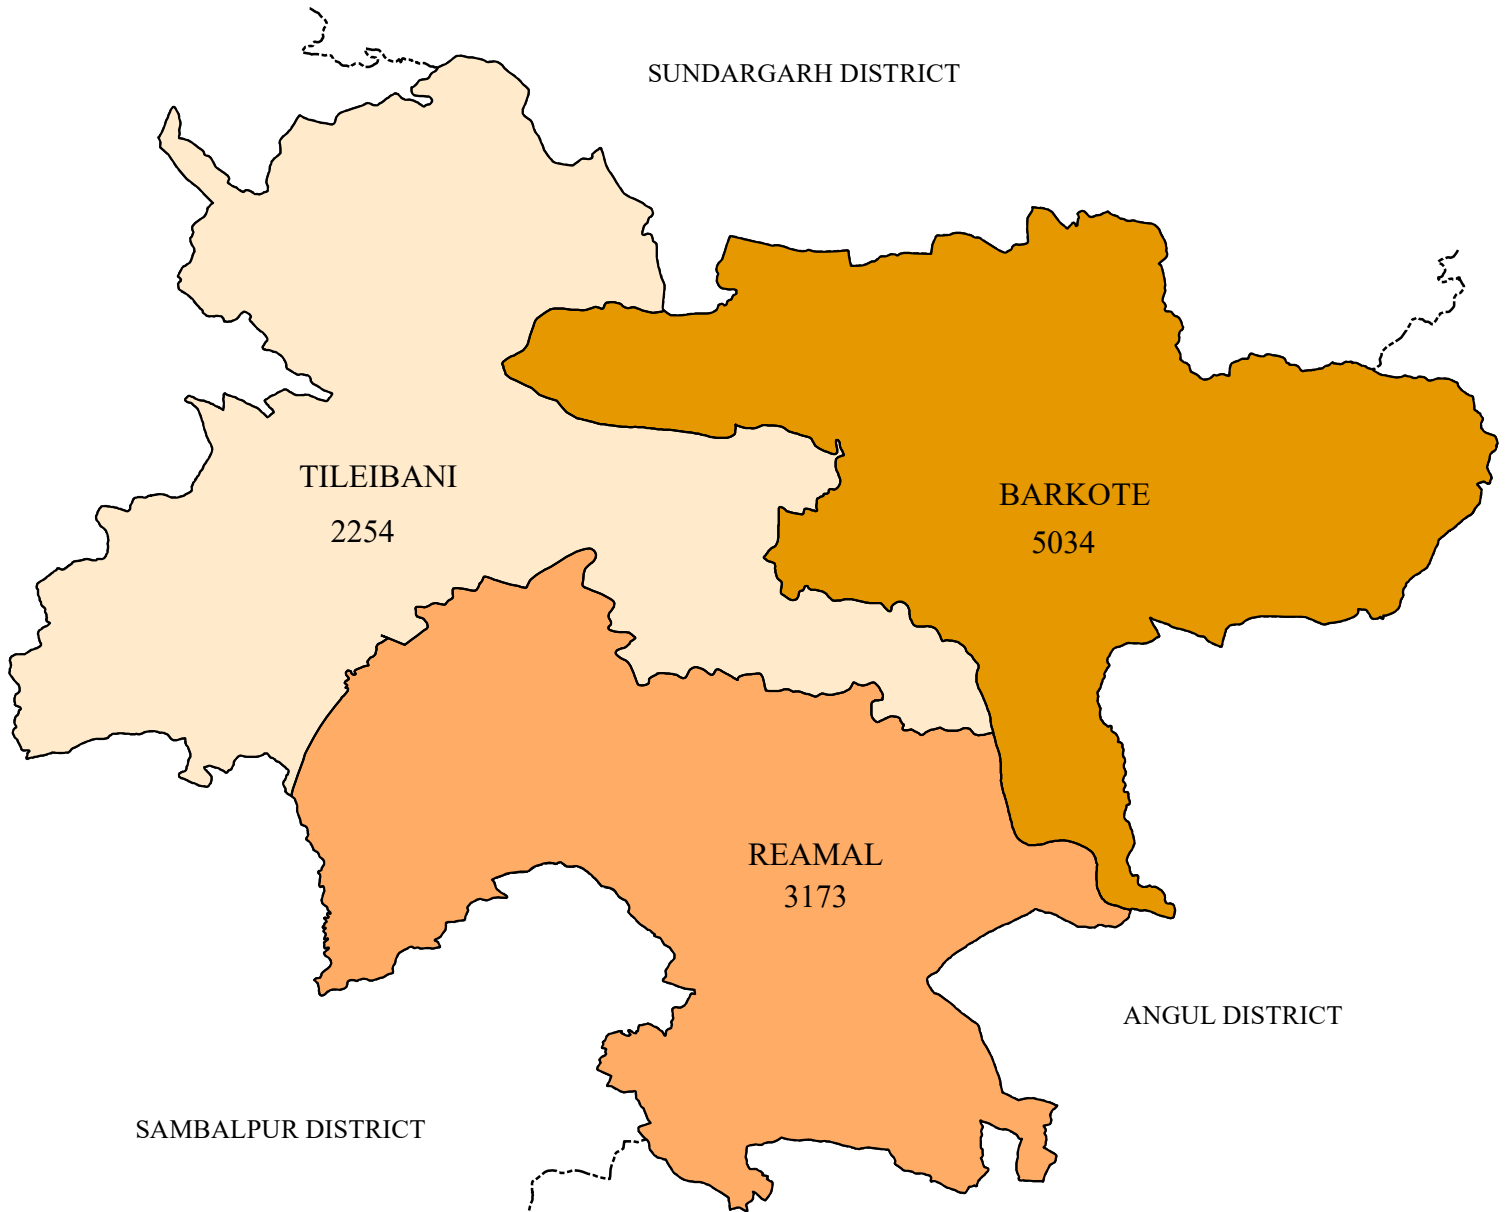 SUNDARGARH DISTRICT
TILEIBANI
2254
BARKOTE
5034
REAMAL
3173
ANGUL DISTRICT
SAMBALPUR DISTRICT